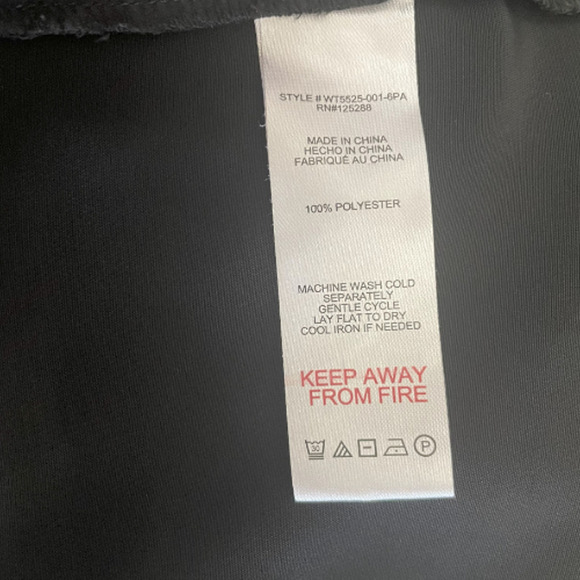 STYLE # WT5525-001-6PA
RN#125288
MADE IN CHINA
HECHO IN CHINA
FABRIQUÉ AU CHINA
100% POLYESTER
MACHINE WASH COLD
SEPARATELY
GENTLE CYCLE
LAY FLAT TO DRY
COOL IRON IF NEEDED
KEEP AWAY
FROM FIRE
30
P